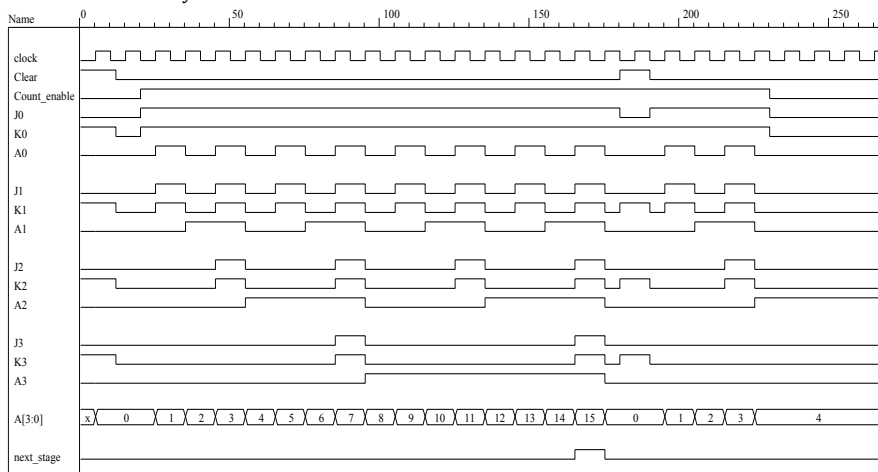 Name 0 50 100 150 200 250
clock
Clear
Count_enable
J0
K0
A0
J1
K1
A1
J2
K2
A2
J3
K3
A3
A[3:0] x 0 1 2 3 4 5 6 7 8 9 10 11 12 13 14 15 0 1 2 3 4
next_stage